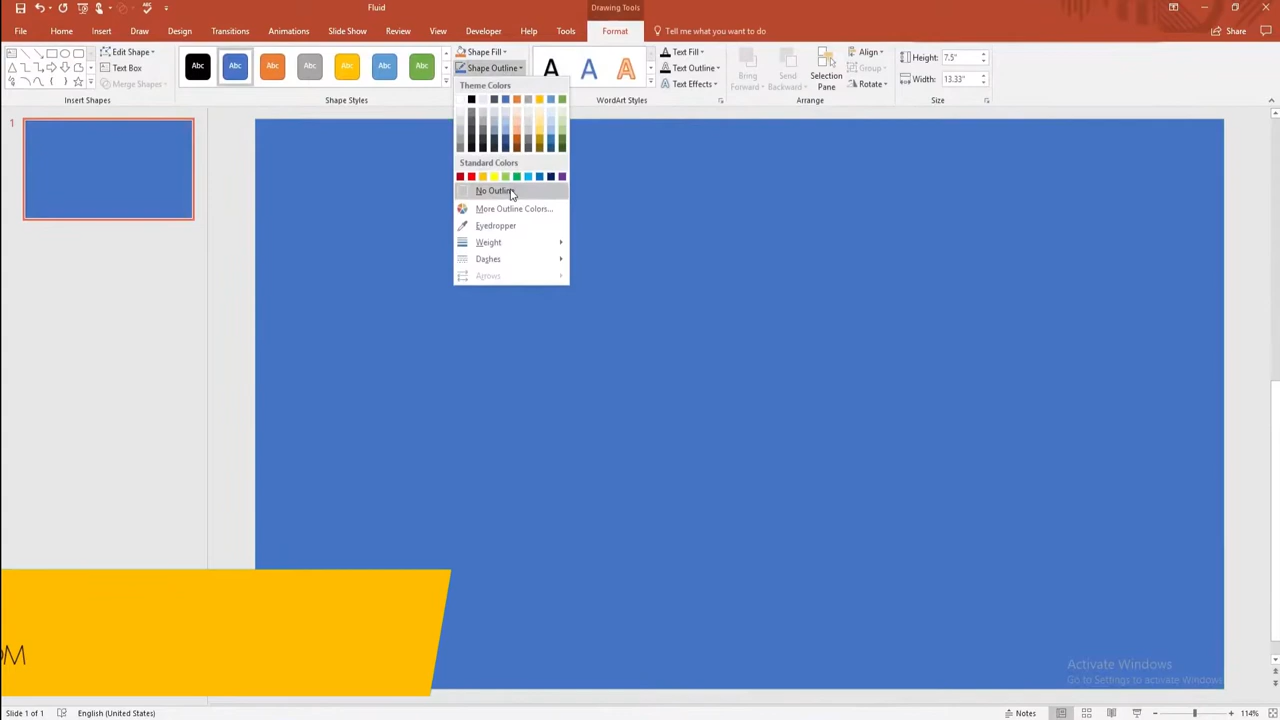 Fluid
Drawing Tools
File
Home
Insert
Draw
Design
Transitions
Animations
Slide Show
Review
View
Developer
Help
Tools
Format
Tell me what you want to do
Share
Edit Shape
Text Box
Merge Shapes
Insert Shapes
Abc
Abc
Abc
Abc
Abc
Abc
Abc
Shape Styles
Shape Fill
Shape Outline
A
A
A
Text Fill
Text Outline
Text Effects
WordArt Styles
Bring
Forward
Send
Backward
Selection
Pane
Align
Group
Rotate
Arrange
Height:
7.5"
Width:
13.33"
Size
Theme Colors
Standard Colors
No Outline
More Outline Colors...
Eyedropper
Weight
Dashes
Arrows
1
OM
Activate Windows
Go to Settings to activate Windows.
Slide 1 of 1
English (United States)
Notes
114%